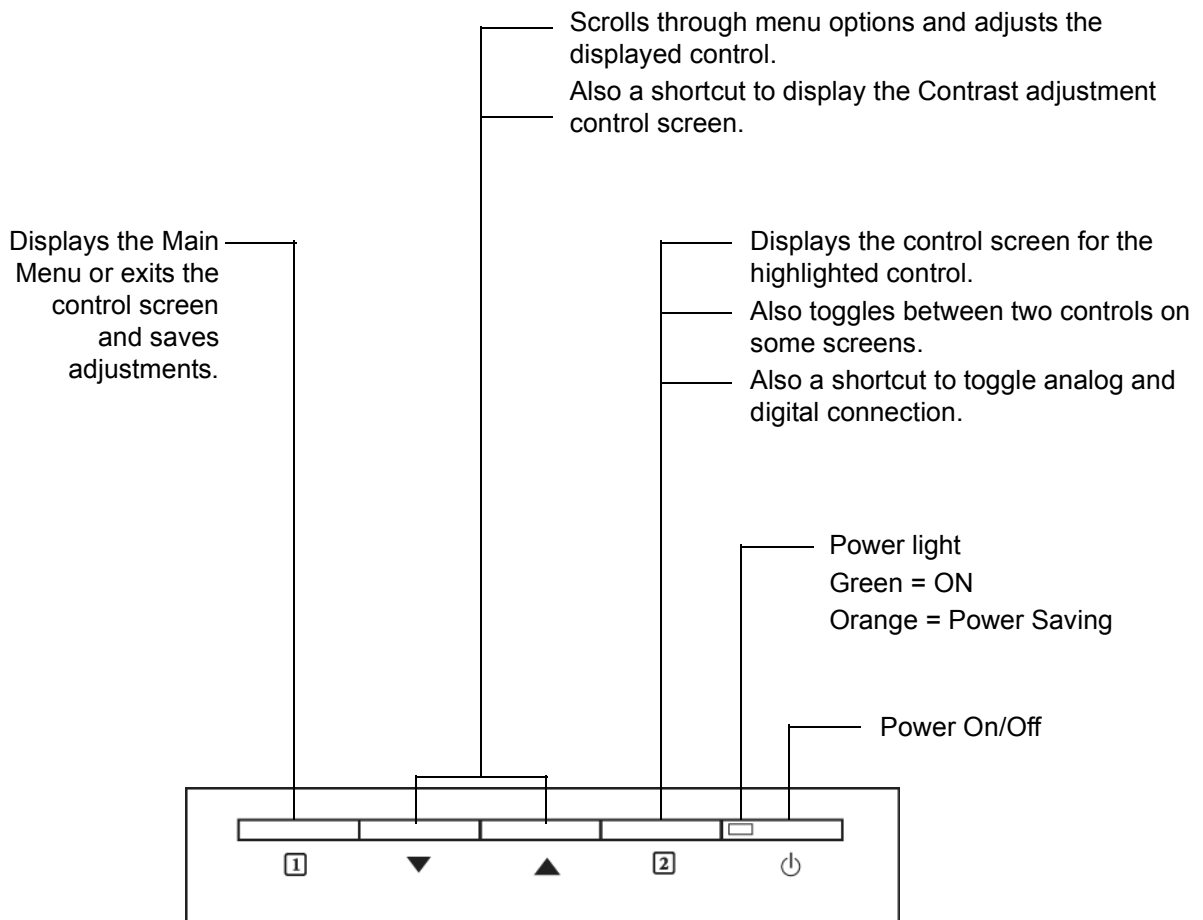 Scrolls through menu options and adjusts the
displayed control.
Also a shortcut to display the Contrast adjustment
control screen.
Displays the Main
Menu or exits the
control screen
and saves
adjustments.
Displays the control screen for the
highlighted control.
Also toggles between two controls on
some screens.
Also a shortcut to toggle analog and
digital connection.
Power light
Green = ON
Orange = Power Saving
Power On/Off
1
2